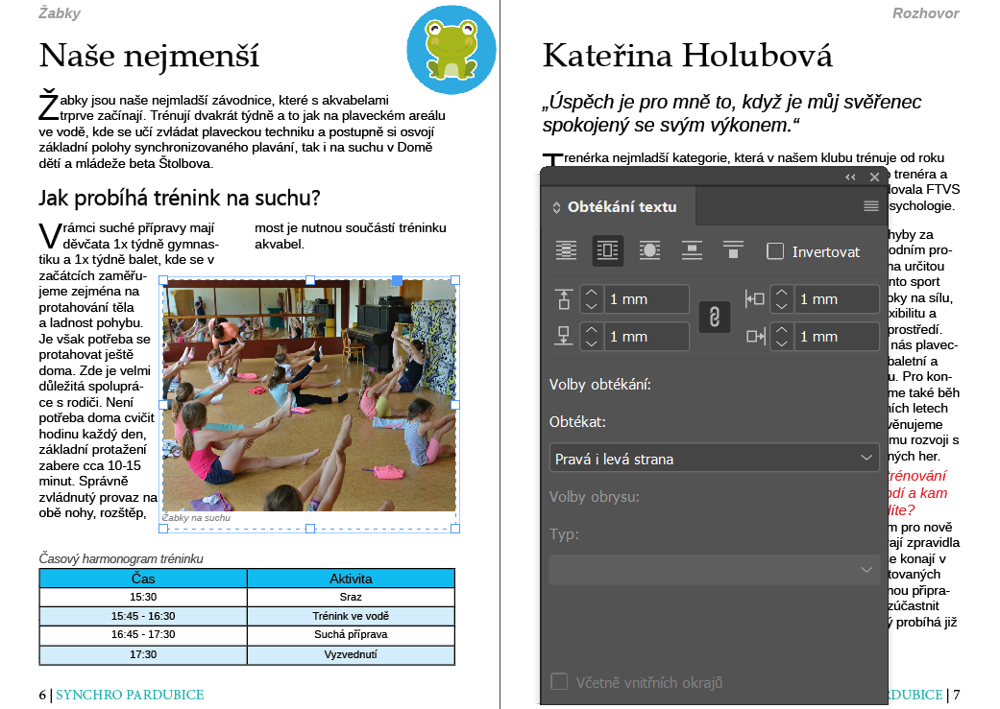 Žabky
Naše nejmenší
Žabky jsou naše nejmladší závodnice, které s akvabelami
trprve začínají. Trénují dvakrát týdně a to jak na plaveckém areálu
ve vodě, kde se učí zvládat plaveckou techniku a postupně si osvojí
základní polohy synchronizovaného plavání, tak i na suchu v Domě
dětí a mládeže beta Štolbova.
Jak probíhá trénink na suchu?
V rámci suché přípravy mají
děvčata 1x týdně gymnas-
tiku a 1x týdně balet, kde se v
začátcích zaměřu-
jeme zejména na
protahování těla
a ladnost pohybu.
Je však potřeba se
protahovat ještě
doma. Zde je velmi
důležitá spoluprá-
ce s rodiči. Není
potřeba doma cvičit
hodinu každý den,
základní protažení
zabere cca 10-15
minut. Správně
zvládnutý provaz na
obě nohy, rozštěp,
most je nutnou součástí tréninku
akvabel.
Žabky na suchu
Časový harmonogram tréninku
Čas Aktivita
15:30 Sraz
15:45 - 16:30 Trénink ve vodě
16:45 - 17:30 Suchá příprava
17:30 Vyzvednutí
6 | SYNCHRO PARDUBICE
Rozhovor
Kateřina Holubová
„Úspěch je pro mně to, když je můj svěřenec
spokojený se svým výkonem.“
Trenérka nejmladší kategorie, která v našem klubu trénuje od roku
trenéra a
dovala FTVS
sychologie.
hyby za
odním pro-
na určitou
nto sport
oky na sílu,
xibilitu a
prostředí.
nás plavec-
baletní a
u. Pro kon-
me také běh
ních letech
věnujeme
mu rozvoji s
ných her.
trénování
odí a kam
díte?
m pro nově
rají zpravidla
se konají v
tovaných
nou připra-
zúčastnit
ý probíhá již
RDUBICE | 7
Obtékání textu
Invertovat
1 mm 1 mm
1 mm 1 mm
Volby obtékání:
Obtékat:
Pravá i levá strana
Volby obrysu:
Typ:
Včetně vnitřních okrajů